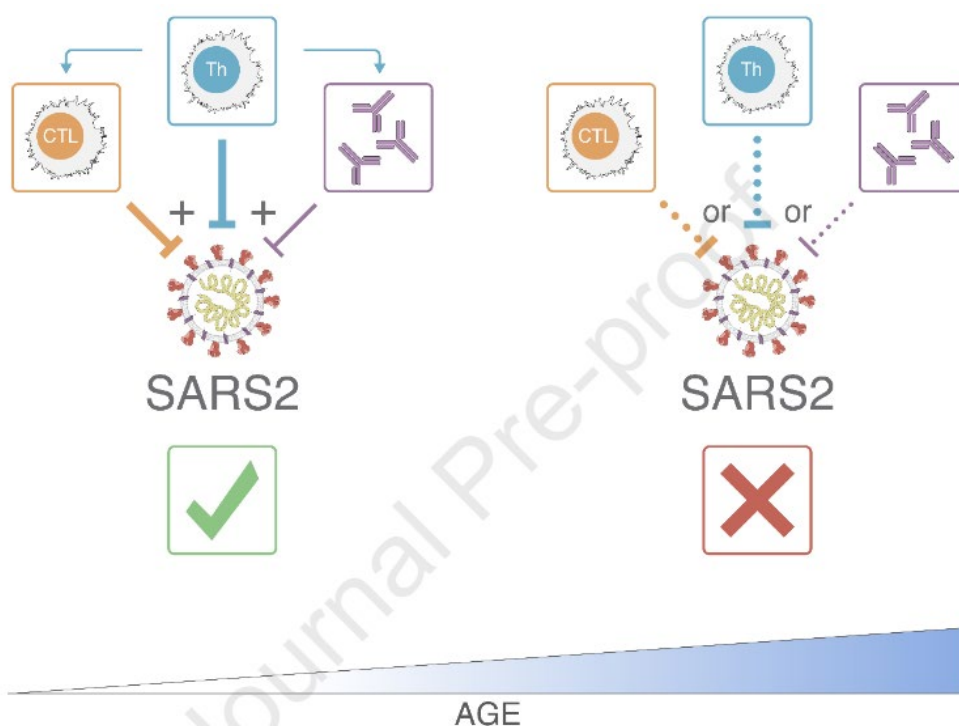 Th
Th
CTL
CTL
+
+
or
or
SARS2
SARS2
Journal Pre-proof
AGE